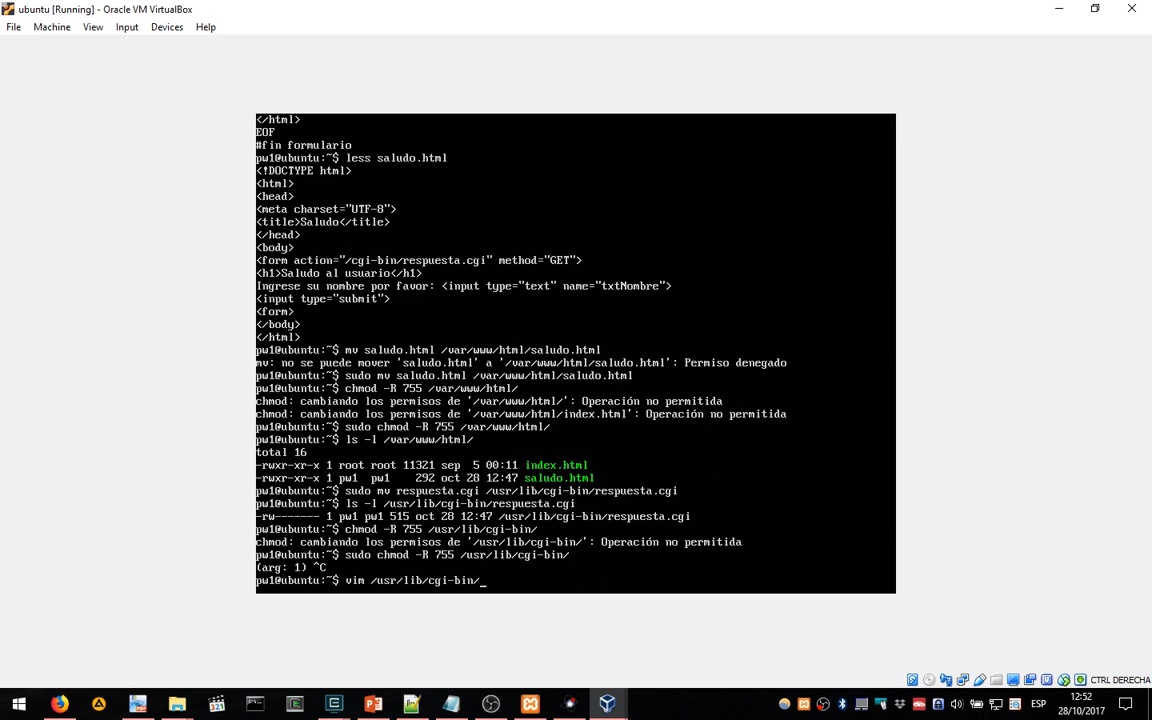 ubuntu [Running] - Oracle VM VirtualBox
File Machine View Input Devices Help
</html>
EOF
#fin formulario
pw1@ubuntu:~$ less saludo.html
<!DOCTYPE html>
<html>
<head>
<meta charset="UTF-8">
<title>Saludo</title>
</head>
<body>
<form action="/cgi-bin/respuesta.cgi" method="GET">
<h1>Saludo al usuario</h1>
Ingrese su nombre por favor: <input type="text" name="txtNombre">
<input type="submit">
<form>
</body>
</html>
pw1@ubuntu:~$ mv saludo.html /var/www/html/saludo.html
mv: no se puede mover 'saludo.html' a '/var/www/html/saludo.html': Permiso denegado
pw1@ubuntu:~$ sudo mv saludo.html /var/www/html/saludo.html
pw1@ubuntu:~$ chmod -R 755 /var/www/html/
chmod: cambiando los permisos de '/var/www/html/': Operación no permitida
chmod: cambiando los permisos de '/var/www/html/index.html': Operación no permitida
pw1@ubuntu:~$ sudo chmod -R 755 /var/www/html/
pw1@ubuntu:~$ ls -l /var/www/html/
total 16
-rwxr-xr-x 1 root root 11321 sep  5 00:11 index.html
-rwxr-xr-x 1 pw1  pw1    292 oct 28 12:47 saludo.html
pw1@ubuntu:~$ sudo mv respuesta.cgi /usr/lib/cgi-bin/respuesta.cgi
pw1@ubuntu:~$ ls -l /usr/lib/cgi-bin/respuesta.cgi
-rw------- 1 pw1 pw1 515 oct 28 12:47 /usr/lib/cgi-bin/respuesta.cgi
pw1@ubuntu:~$ chmod -R 755 /usr/lib/cgi-bin/
chmod: cambiando los permisos de '/usr/lib/cgi-bin/': Operación no permitida
pw1@ubuntu:~$ sudo chmod -R 755 /usr/lib/cgi-bin/
(arg: 1) ^C
pw1@ubuntu:~$ vim /usr/lib/cgi-bin/_
CTRL DERECHA
ESP
12:52
28/10/2017